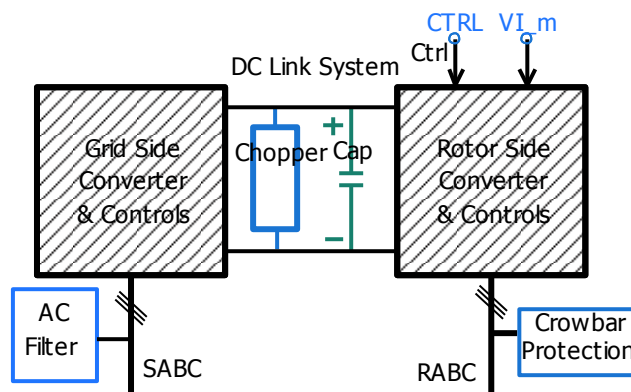 CTRL VI_m
Ctrl
DC Link System
Grid Side
Converter
& Controls
Chopper
+
Cap
−
Rotor Side
Converter
& Controls
AC
Filter
SABC
RABC
Crowbar
Protection